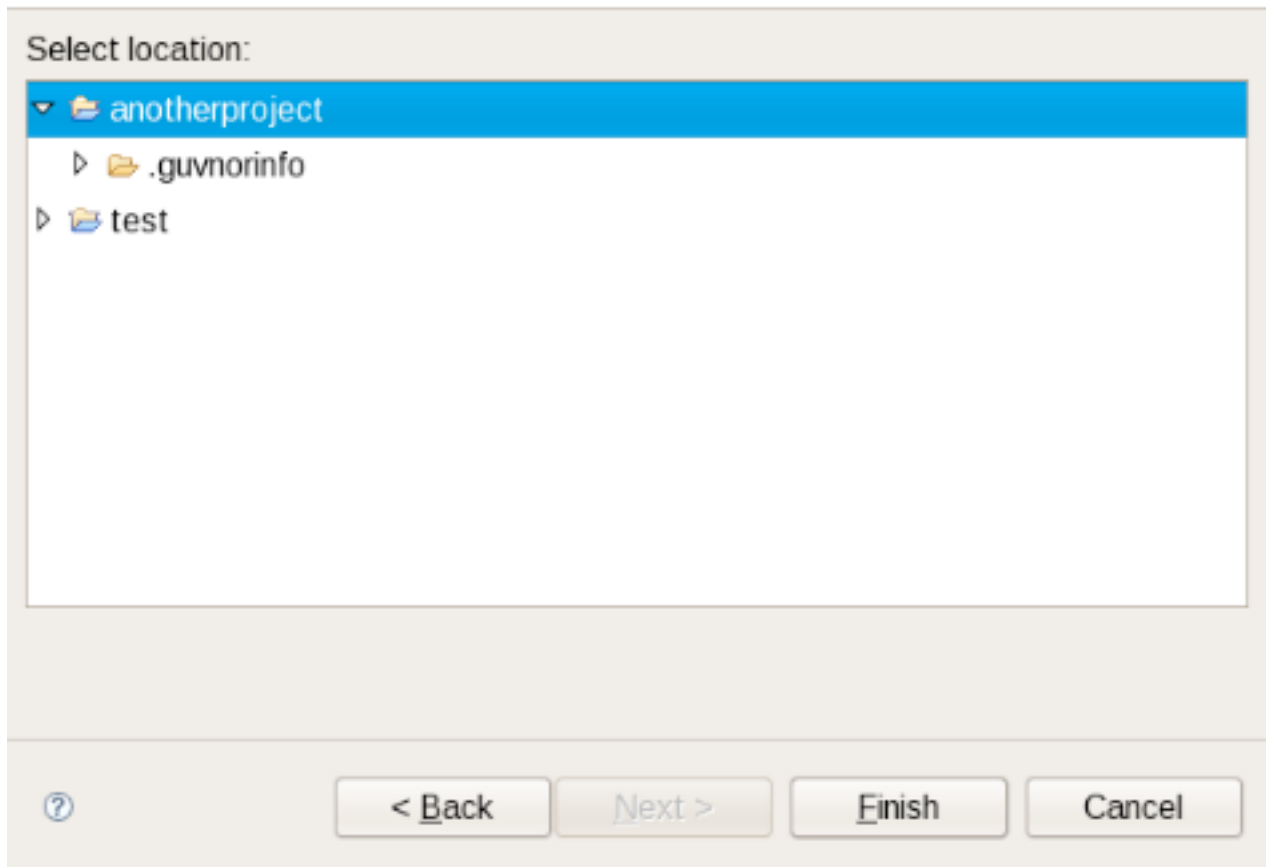 Select location:
anotherproject
.guvnorinfo
test
? < Back Next > Finish Cancel